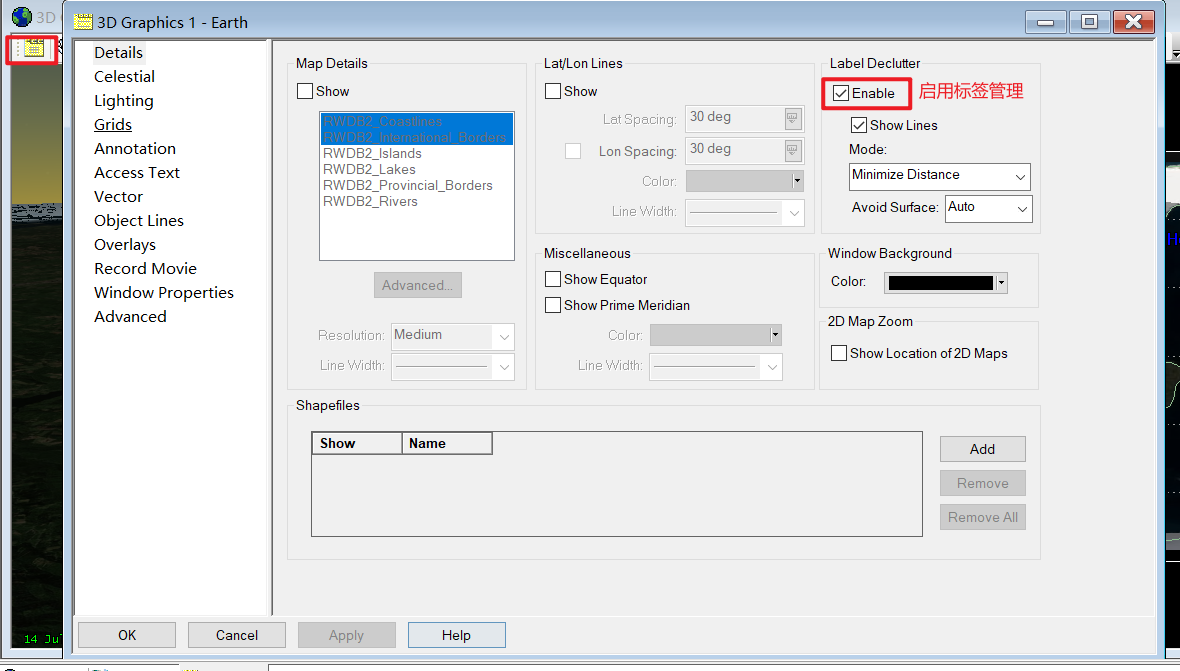 3D
3D Graphics 1 - Earth
Details
Celestial
Lighting
Grids
Annotation
Access Text
Vector
Object Lines
Overlays
Record Movie
Window Properties
Advanced
Map Details
Show
RWDB2_Coastlines
RWDB2_International_Borders
RWDB2_Islands
RWDB2_Lakes
RWDB2_Provincial_Borders
RWDB2_Rivers
Advanced...
Resolution: Medium
Line Width:
Lat/Lon Lines
Show
Lat Spacing: 30 deg
Lon Spacing: 30 deg
Color:
Line Width:
Miscellaneous
Show Equator
Show Prime Meridian
Color:
Line Width:
Label Declutter
Enable 启用标签管理
Show Lines
Mode:
Minimize Distance
Avoid Surface: Auto
Window Background
Color:
2D Map Zoom
Show Location of 2D Maps
Shapefiles
Show Name
Add
Remove
Remove All
OK Cancel Apply Help
14 Jul
H